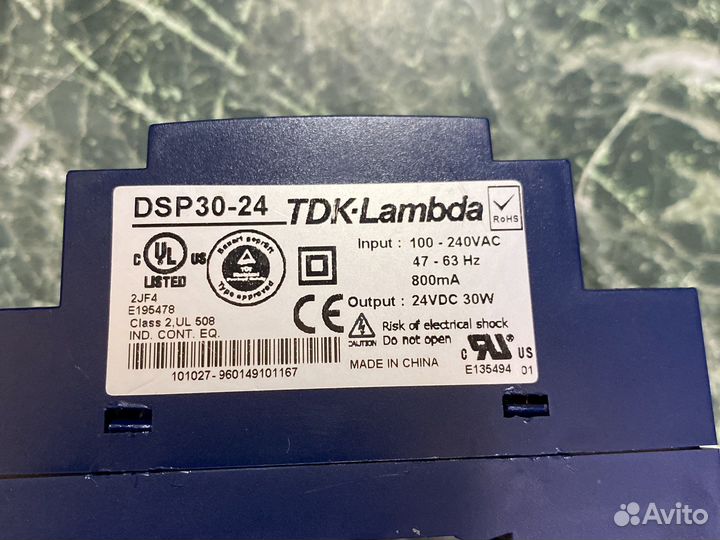 DSP30-24 TDK·Lambda
RoHS
Input : 100 - 240VAC
47 - 63 Hz
800mA
Output : 24VDC 30W
C UL US
LISTED
2JF4
E195478
Class 2, UL 508
IND. CONT. EQ.
Bauart geprüft
TÜV
Type approved
CE
CAUTION
Risk of electrical shock
Do not open
MADE IN CHINA
C RU US
E135494 01
101027-960149101167
Avito